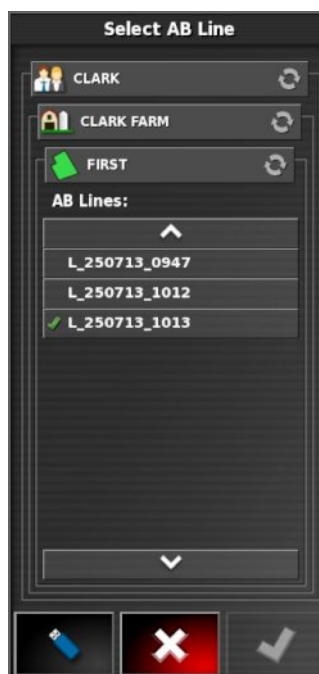 Select AB Line
CLARK
CLARK FARM
FIRST
AB Lines:
L_250713_0947
L_250713_1012
L_250713_1013